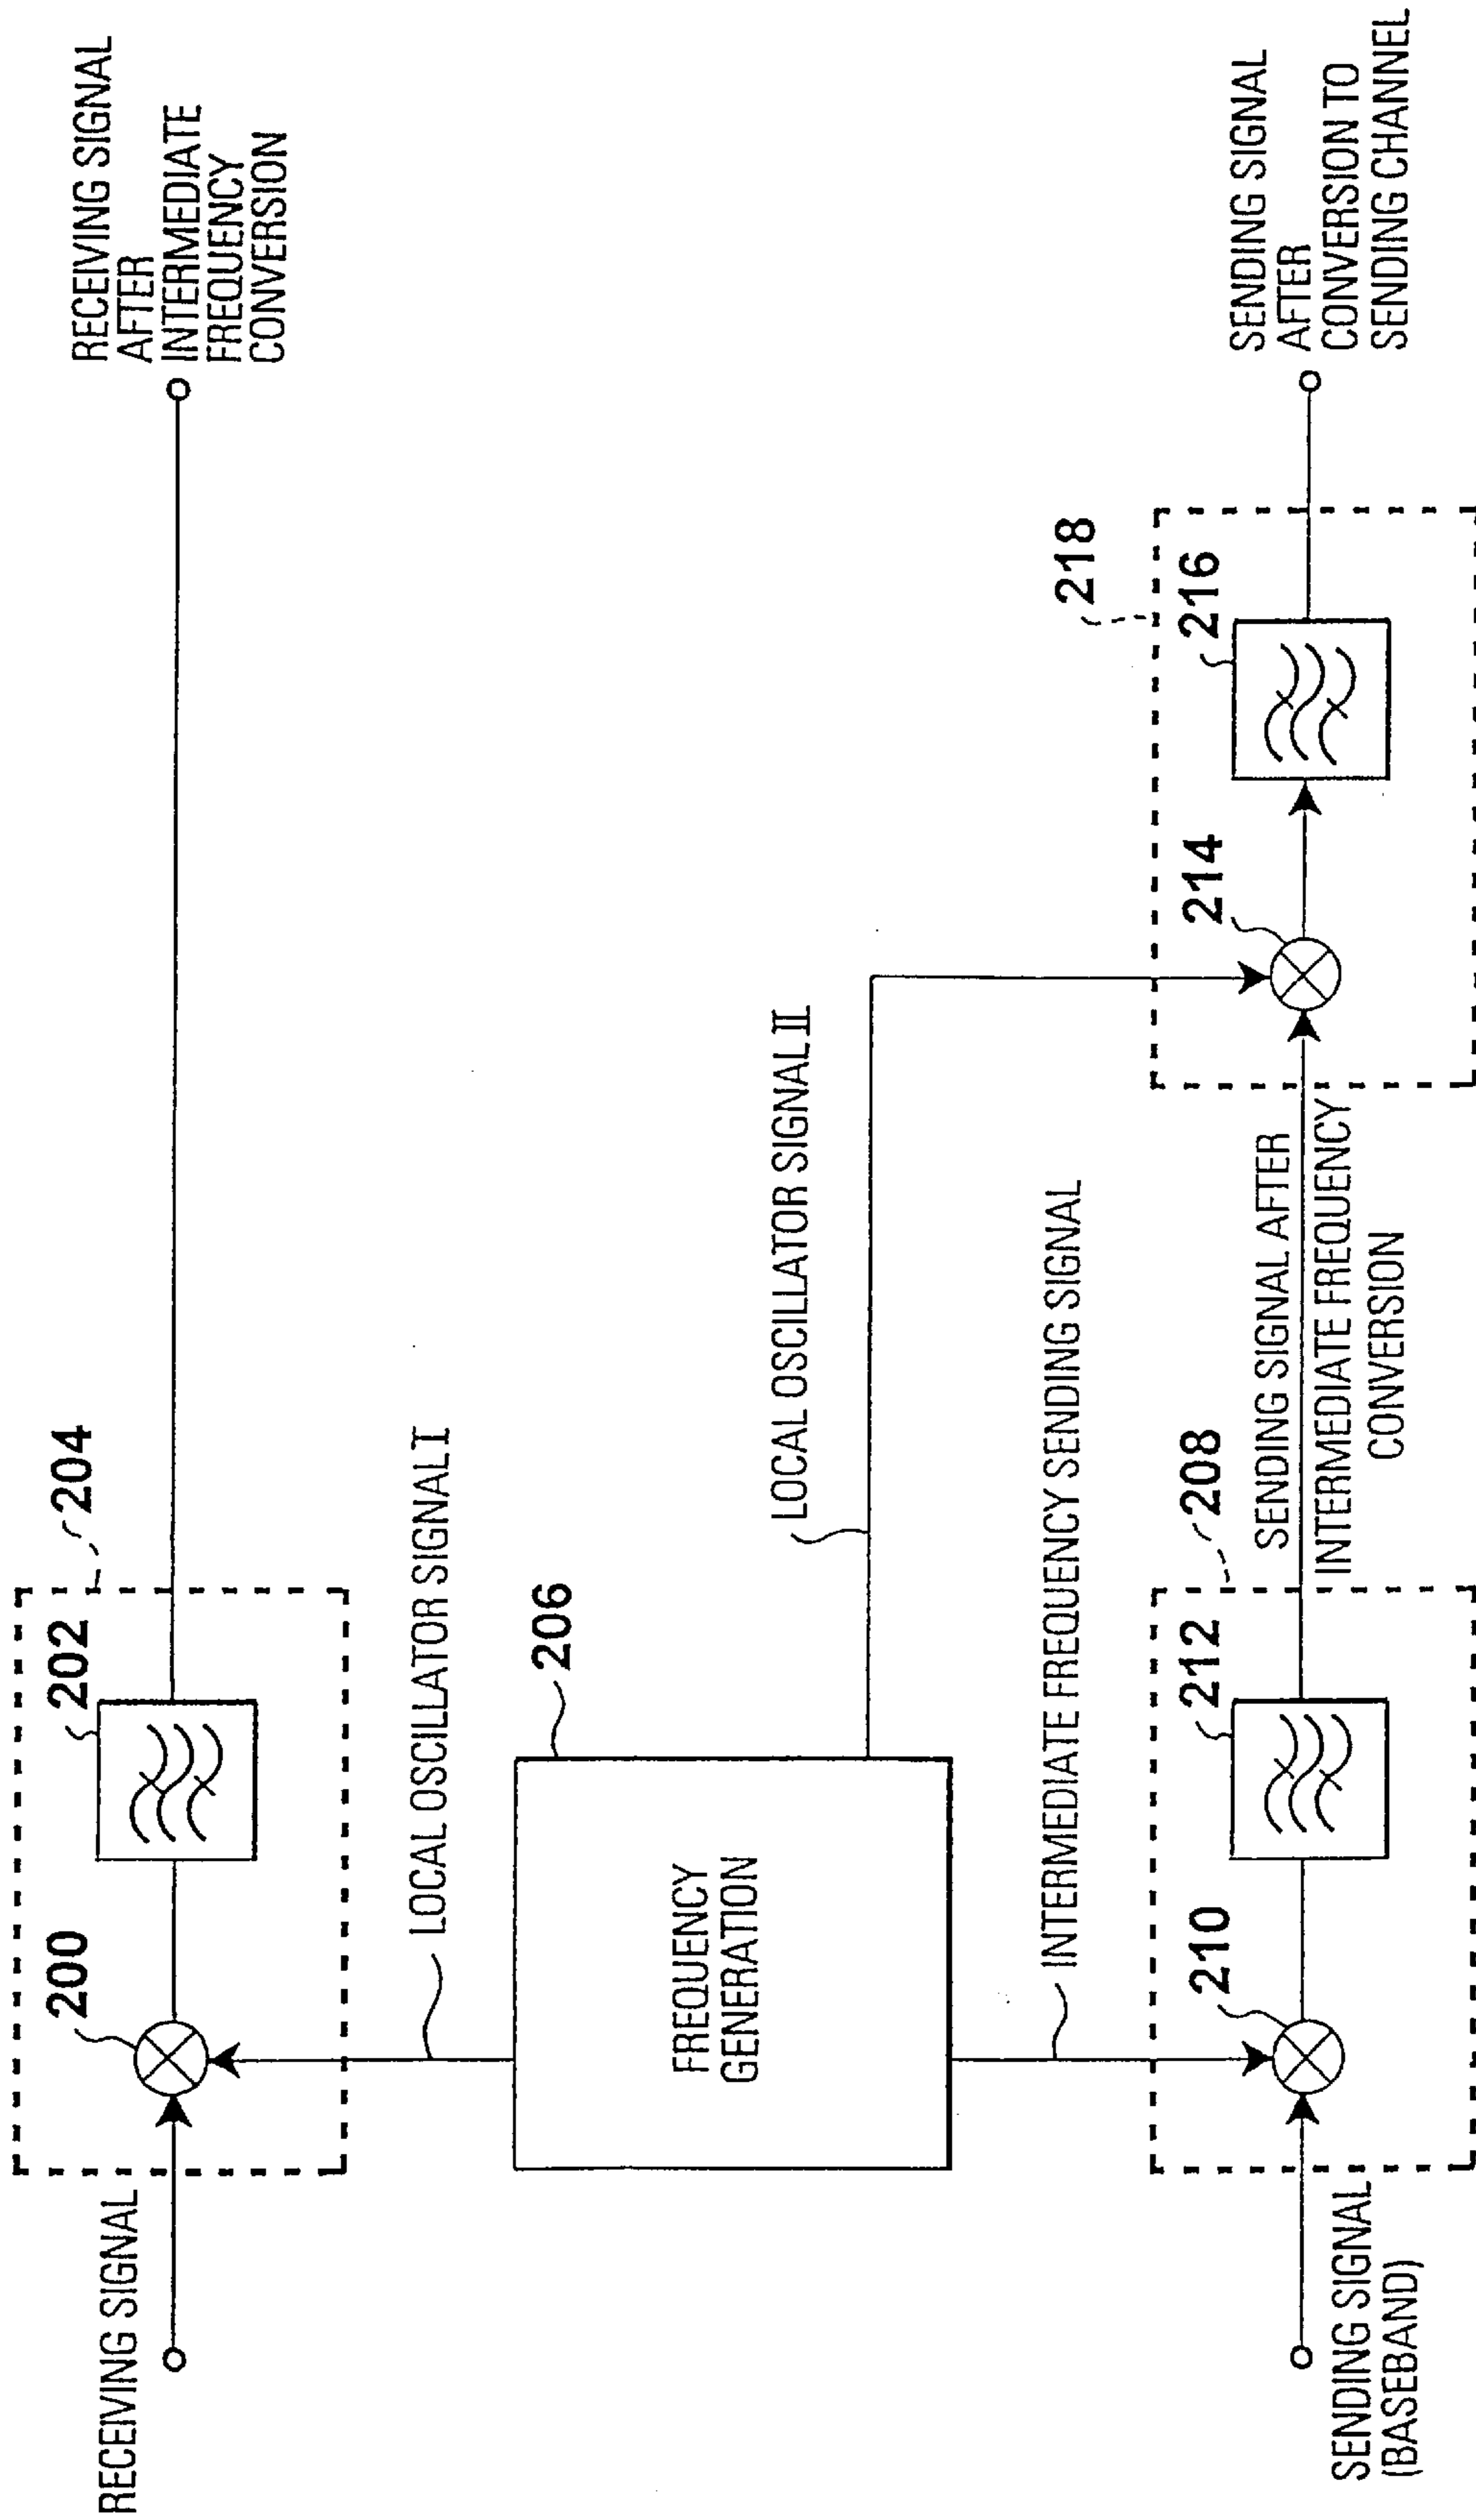 RECEIVING SIGNAL
200
202
204
RECEIVING SIGNAL
AFTER
INTERMEDIATE
FREQUENCY
CONVERSION
LOCAL OSCILLATOR SIGNAL I
206
FREQUENCY
GENERATION
LOCAL OSCILLATOR SIGNAL II
INTERMEDIATE FREQUENCY SENDING SIGNAL
SENDING SIGNAL
(BASEBAND)
210
212
208
SENDING SIGNAL AFTER
INTERMEDIATE FREQUENCY
CONVERSION
214
216
218
SENDING SIGNAL
AFTER
CONVERSION TO
SENDING CHANNEL